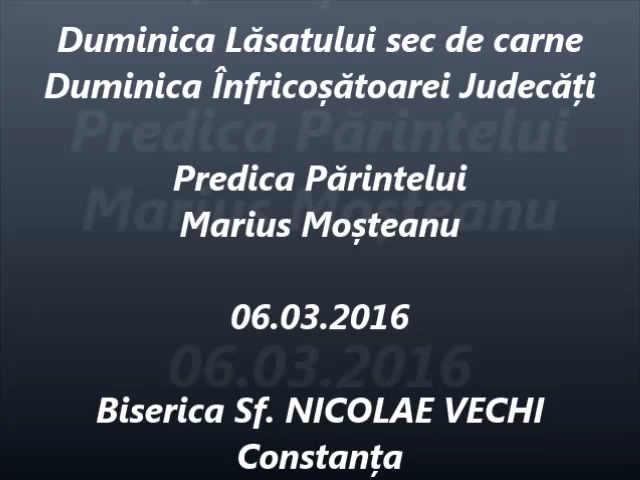 Duminica Lăsatului sec de carne
Duminica Înfricoșătoarei Judecăți
Predica Părintelui
Marius Moșteanu
06.03.2016
Biserica Sf. NICOLAE VECHI
Constanța